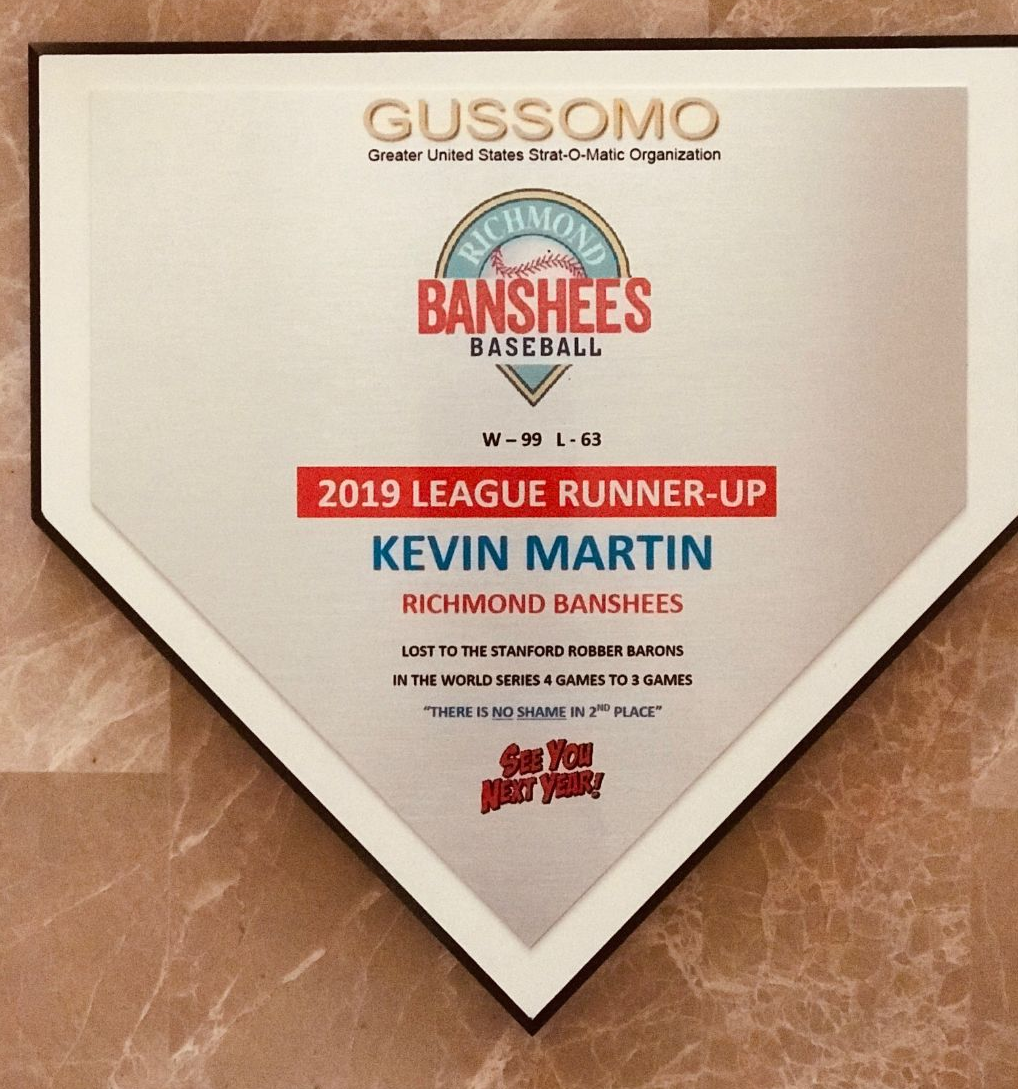 GUSSOMO
Greater United States Strat-O-Matic Organization
RICHMOND
BANSHEES
BASEBALL
W – 99 L - 63
2019 LEAGUE RUNNER-UP
KEVIN MARTIN
RICHMOND BANSHEES
LOST TO THE STANFORD ROBBER BARONS
IN THE WORLD SERIES 4 GAMES TO 3 GAMES
“THERE IS NO SHAME IN 2ND PLACE”
SEE YOU
NEXT YEAR!